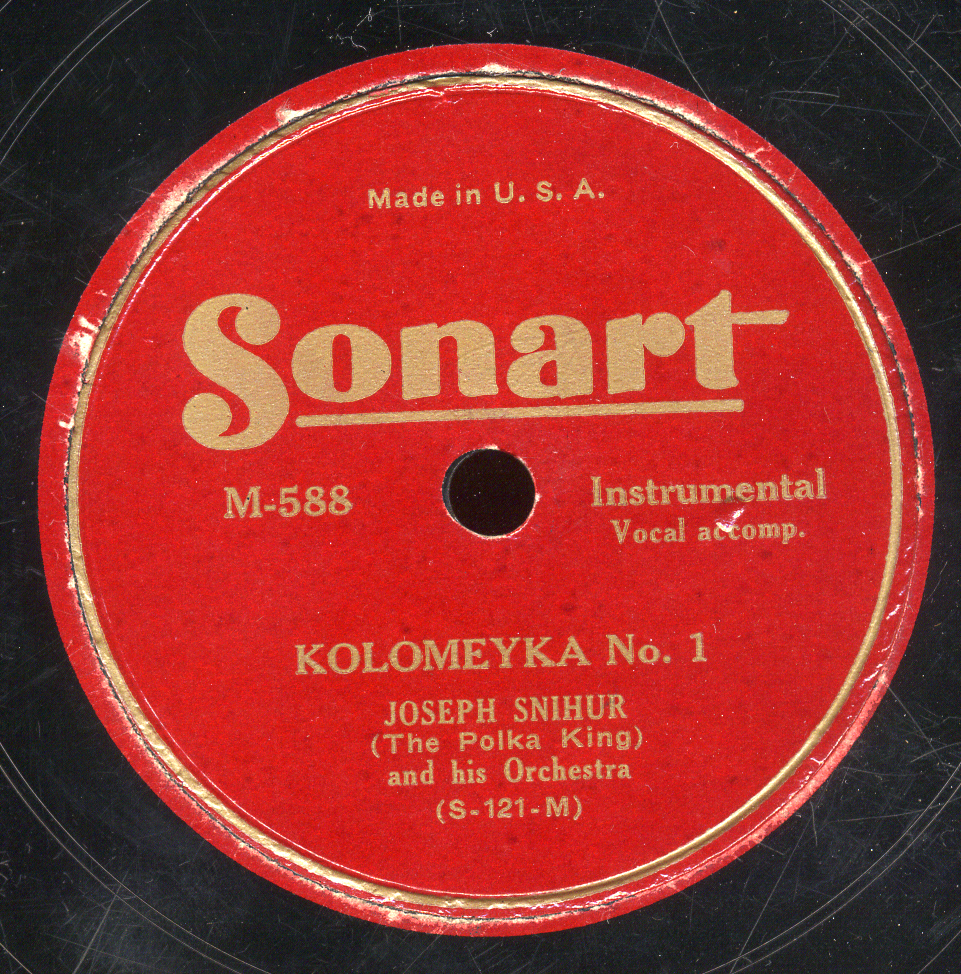 Made in U. S. A.
Sonart
M-588
Instrumental
Vocal accomp.
KOLOMEYKA No. 1
JOSEPH SNIHUR
(The Polka King)
and his Orchestra
(S-121-M)